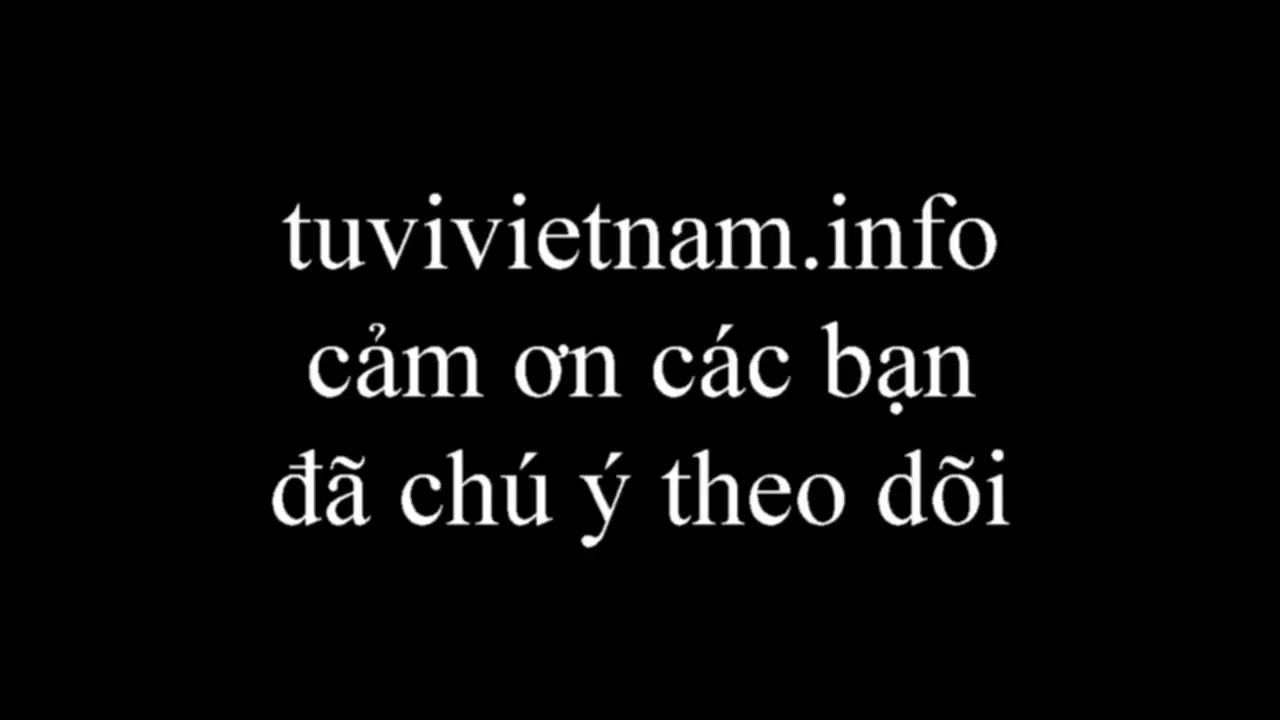 tuvivietnam.info
cảm ơn các bạn
đã chú ý theo dõi